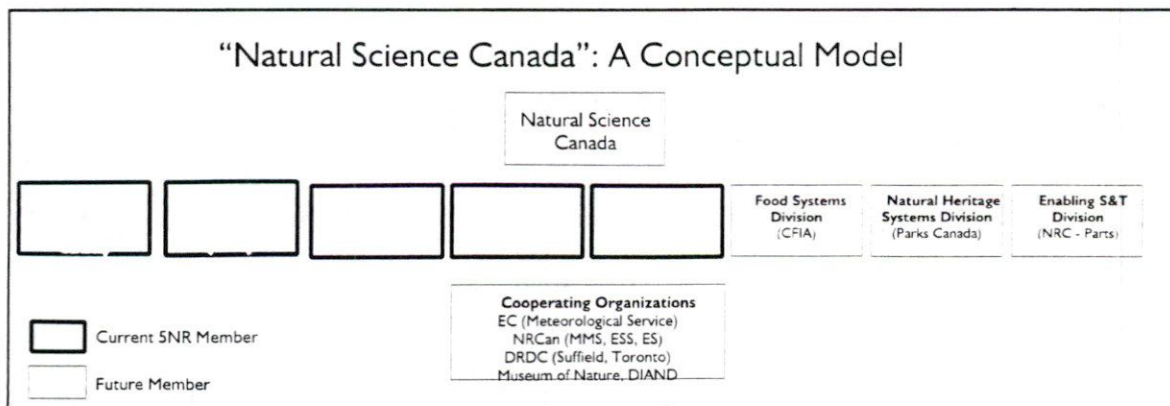 “Natural Science Canada”: A Conceptual Model
Natural Science
Canada
Food Systems
Division
(CFIA)
Natural Heritage
Systems Division
(Parks Canada)
Enabling S&T
Division
(NRC - Parts)
Cooperating Organizations
EC (Meteorological Service)
NRCan (MMS, ESS, ES)
DRDC (Suffield, Toronto)
Museum of Nature, DIAND
Current 5NR Member
Future Member